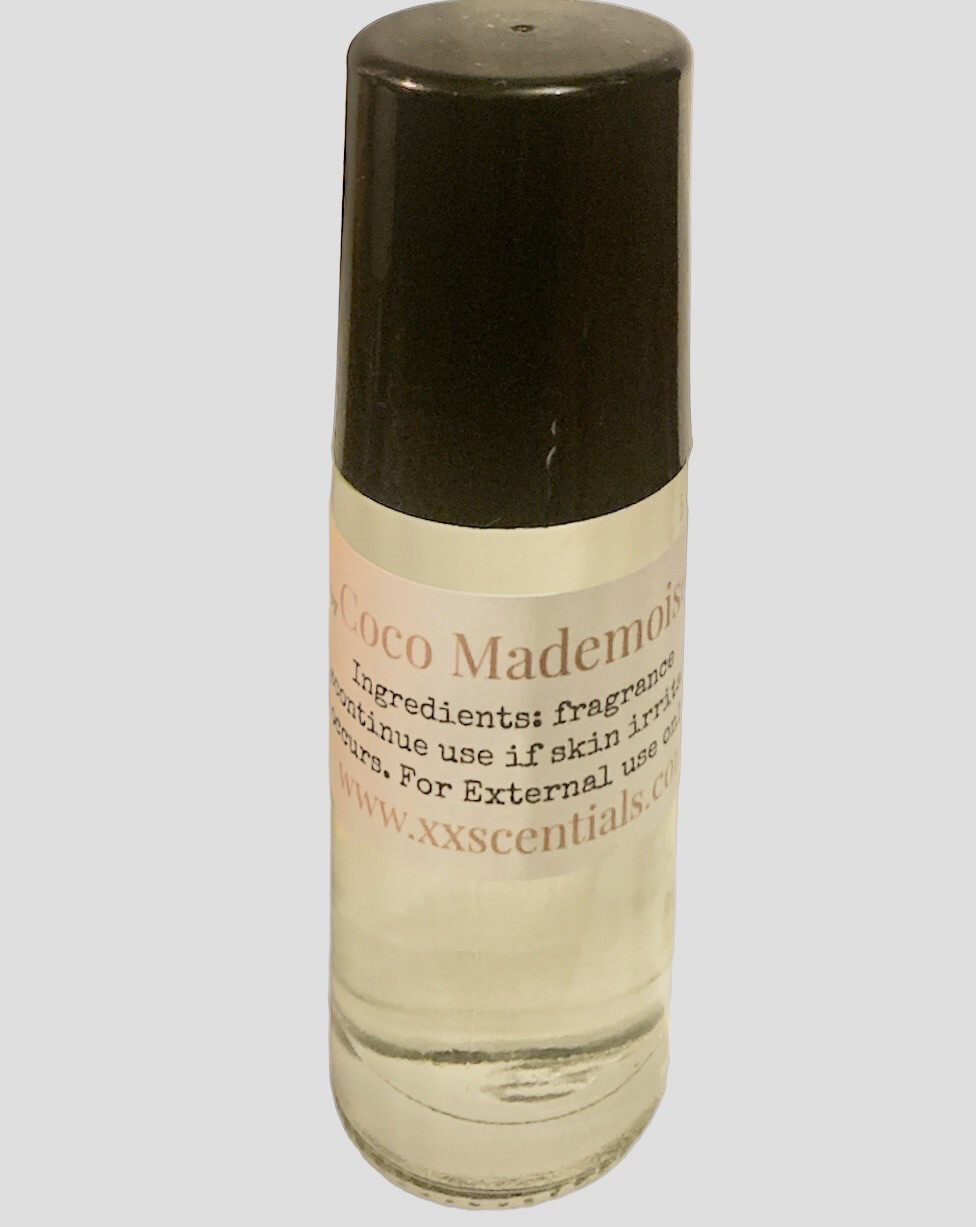 Coco Mademois
Ingredients: fragrance
continue use if skin irrit
occurs. For External use on
www.xxscentials.co